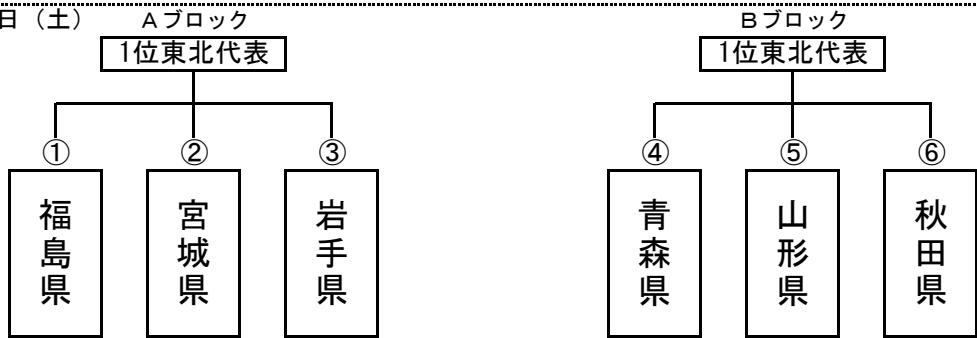 日（土） Ａブロック Ｂブロック
1位東北代表 1位東北代表
① ② ③ ④ ⑤ ⑥
福島県 宮城県 岩手県 青森県 山形県 秋田県